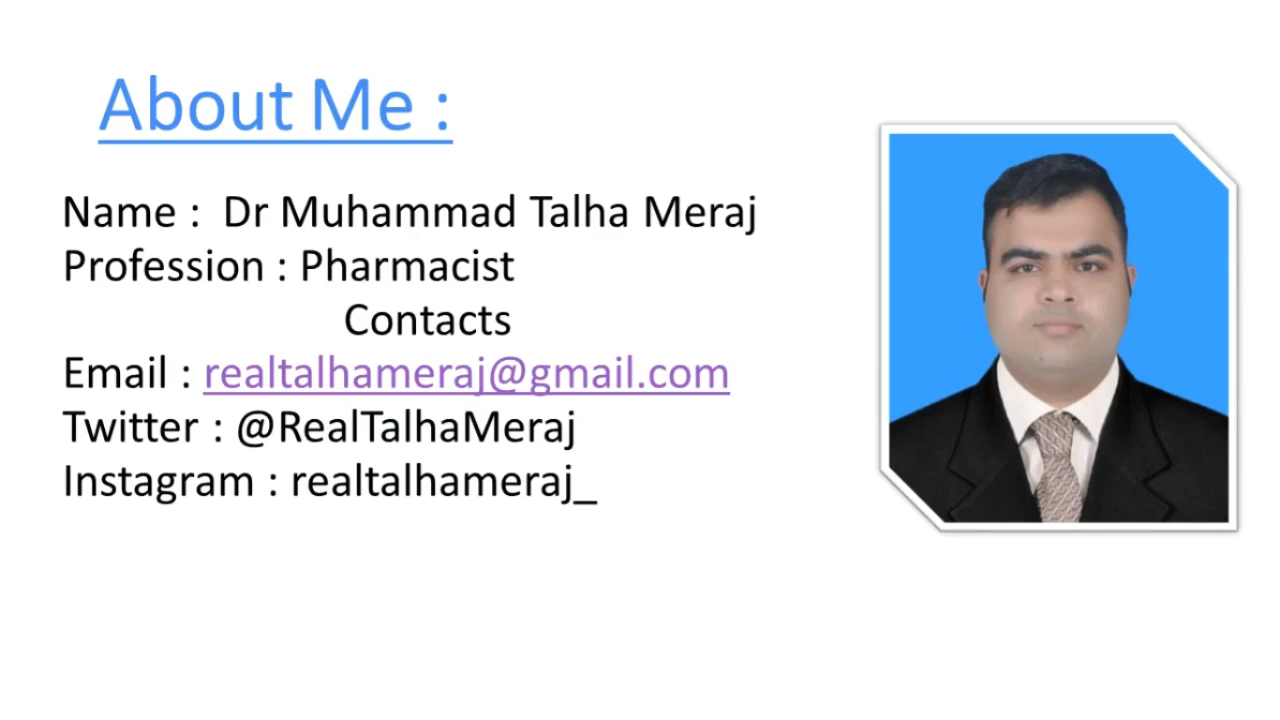 About Me :
Name :  Dr Muhammad Talha Meraj
Profession : Pharmacist
Contacts
Email : realtalhameraj@gmail.com
Twitter : @RealTalhaMeraj
Instagram : realtalhameraj_